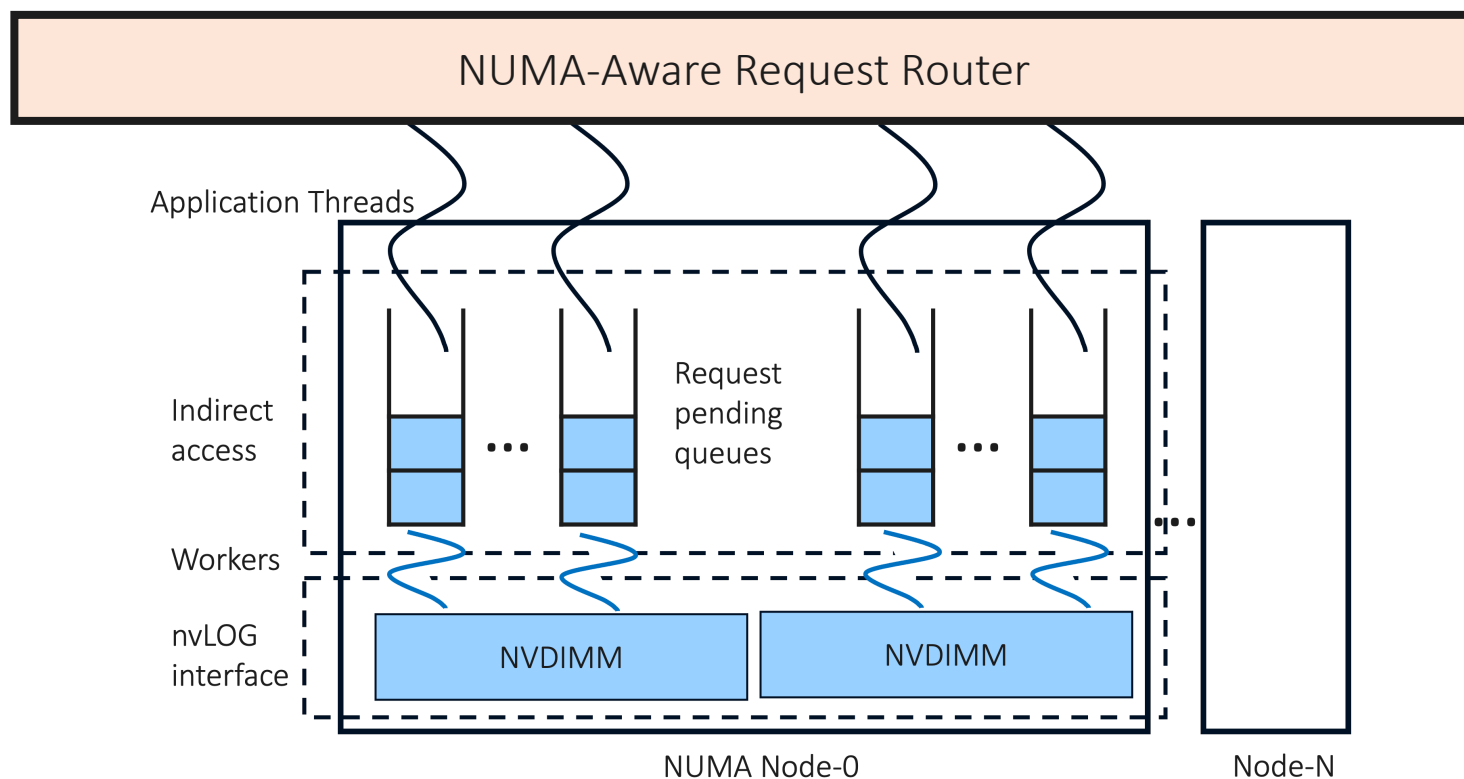 NUMA-Aware Request Router
Application Threads
Request
pending
queues
Indirect
access
Workers
nvLOG
interface
NVDIMM
NVDIMM
NUMA Node-0
Node-N